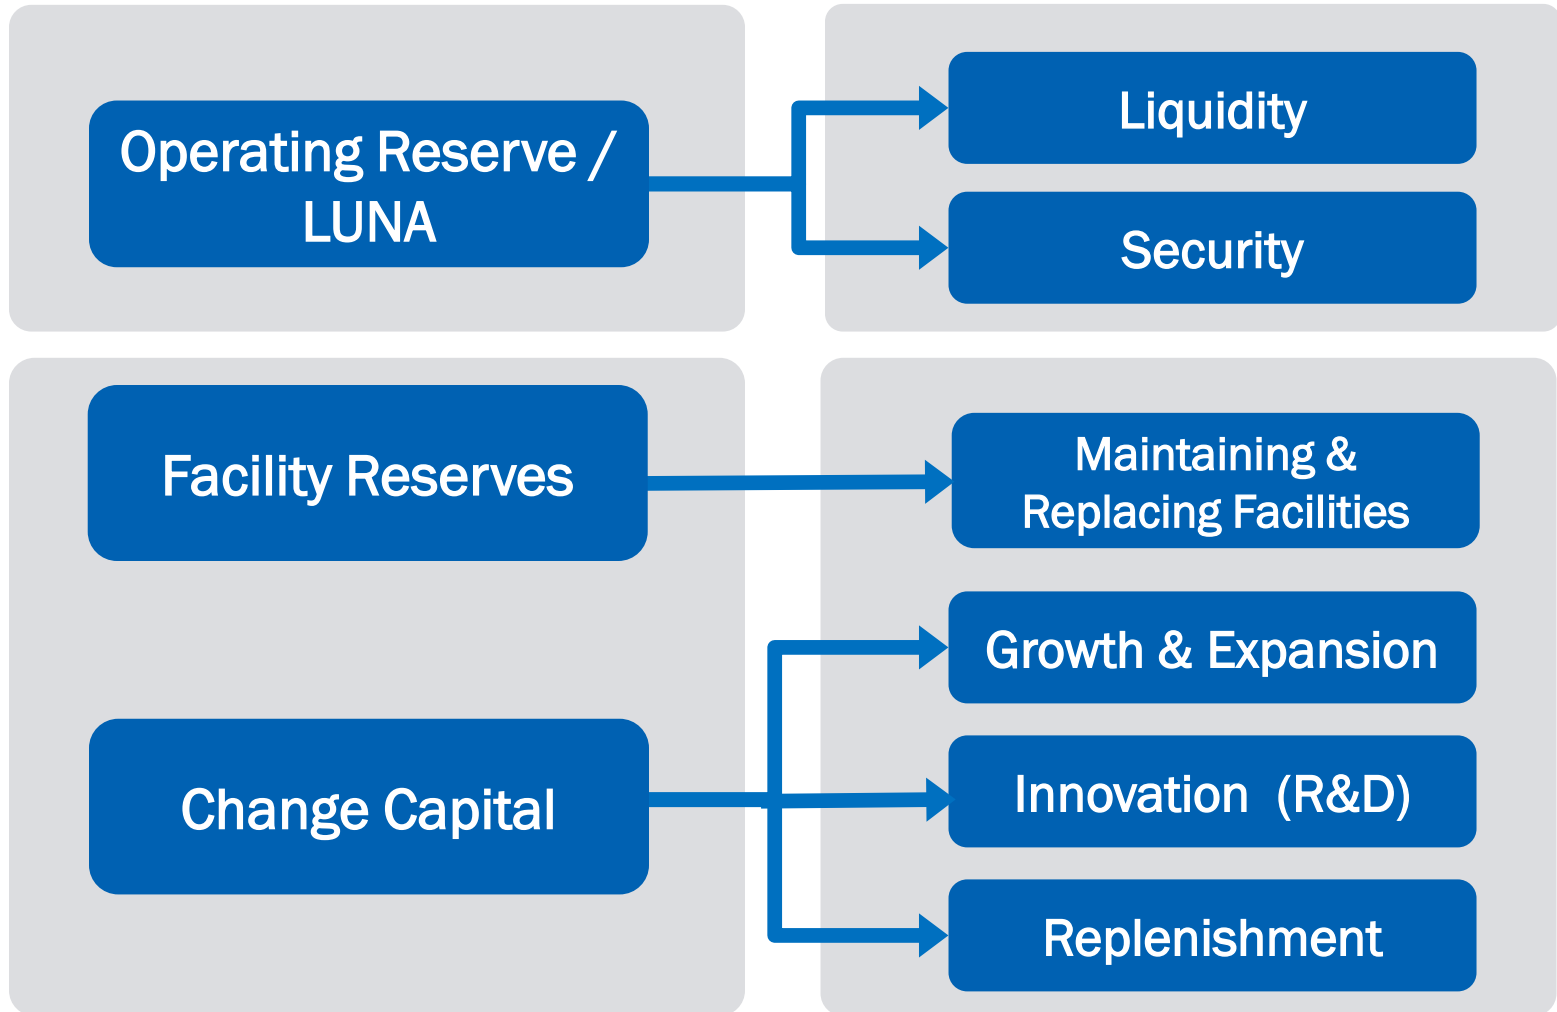 Operating Reserve /
LUNA
Liquidity
Security
Facility Reserves
Maintaining &
Replacing Facilities
Change Capital
Growth & Expansion
Innovation (R&D)
Replenishment